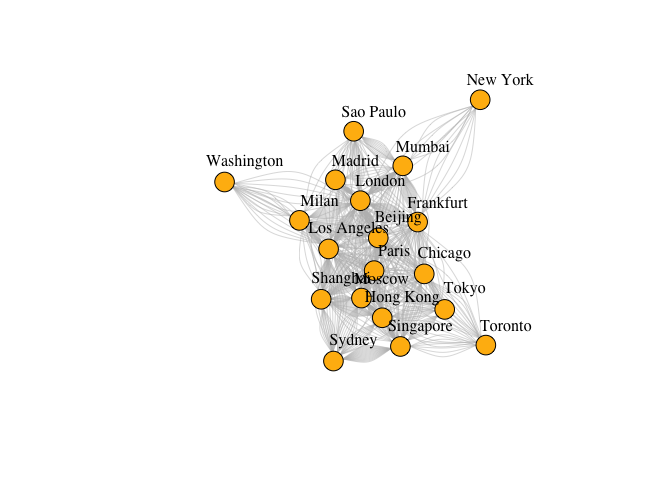 New York
Sao Paulo
Mumbai
Washington
Madrid
London
Milan
Frankfurt
Beijing
Los Angeles
Paris
Chicago
Shanghai
Moscow
Tokyo
Hong Kong
Singapore
Toronto
Sydney